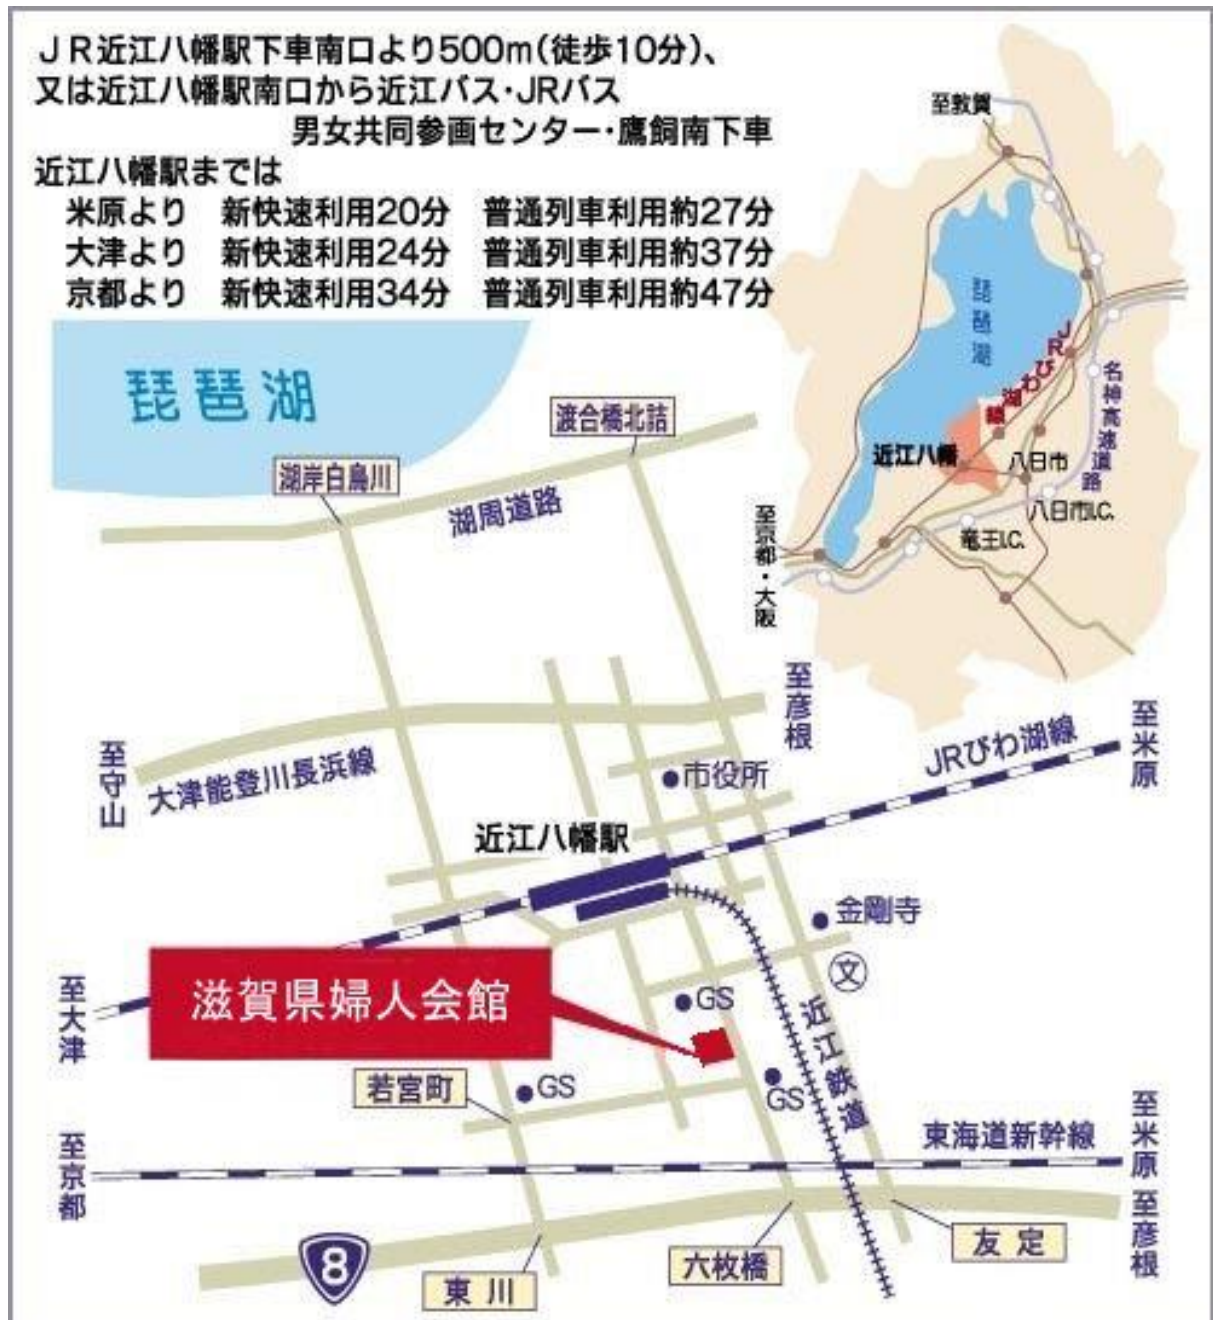 JR近江八幡駅下車南口より500m(徒歩10分)、
又は近江八幡駅南口から近江バス・JRバス
男女共同参画センター・鷹飼南下車
近江八幡駅までは
米原より 新快速利用20分 普通列車利用約27分
大津より 新快速利用24分 普通列車利用約37分
京都より 新快速利用34分 普通列車利用約47分
至敦賀
琵琶湖
JRびわ湖線
名神高速道路
近江八幡
八日市
八日市I.C.
竜王I.C.
至京都・大阪
琵琶湖
渡合橋北詰
湖岸白鳥川
湖周道路
至彦根
至守山
大津能登川長浜線
市役所
JRびわ湖線
至米原
近江八幡駅
金剛寺
文
至大津
滋賀県婦人会館
GS
近江鉄道
若宮町
GS
GS
至京都
東海道新幹線
至米原
至彦根
8
東川
六枚橋
友定